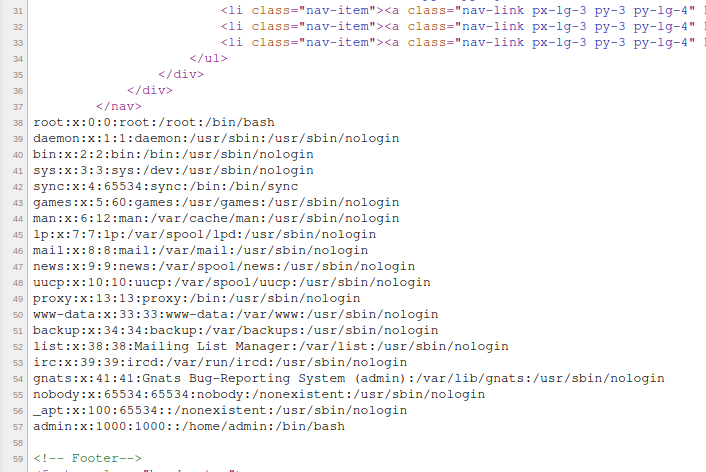 31 <li class="nav-item"><a class="nav-link px-lg-3 py-3 py-lg-4"
32 <li class="nav-item"><a class="nav-link px-lg-3 py-3 py-lg-4"
33 <li class="nav-item"><a class="nav-link px-lg-3 py-3 py-lg-4"
34 </ul>
35 </div>
36 </div>
37 </nav>
38 root:x:0:0:root:/root:/bin/bash
39 daemon:x:1:1:daemon:/usr/sbin:/usr/sbin/nologin
40 bin:x:2:2:bin:/bin:/usr/sbin/nologin
41 sys:x:3:3:sys:/dev:/usr/sbin/nologin
42 sync:x:4:65534:sync:/bin:/bin/sync
43 games:x:5:60:games:/usr/games:/usr/sbin/nologin
44 man:x:6:12:man:/var/cache/man:/usr/sbin/nologin
45 lp:x:7:7:lp:/var/spool/lpd:/usr/sbin/nologin
46 mail:x:8:8:mail:/var/mail:/usr/sbin/nologin
47 news:x:9:9:news:/var/spool/news:/usr/sbin/nologin
48 uucp:x:10:10:uucp:/var/spool/uucp:/usr/sbin/nologin
49 proxy:x:13:13:proxy:/bin:/usr/sbin/nologin
50 www-data:x:33:33:www-data:/var/www:/usr/sbin/nologin
51 backup:x:34:34:backup:/var/backups:/usr/sbin/nologin
52 list:x:38:38:Mailing List Manager:/var/list:/usr/sbin/nologin
53 irc:x:39:39:ircd:/var/run/ircd:/usr/sbin/nologin
54 gnats:x:41:41:Gnats Bug-Reporting System (admin):/var/lib/gnats:/usr/sbin/nologin
55 nobody:x:65534:65534:nobody:/nonexistent:/usr/sbin/nologin
56 _apt:x:100:65534::/nonexistent:/usr/sbin/nologin
57 admin:x:1000:1000::/home/admin:/bin/bash
58
59 <!-- Footer-->